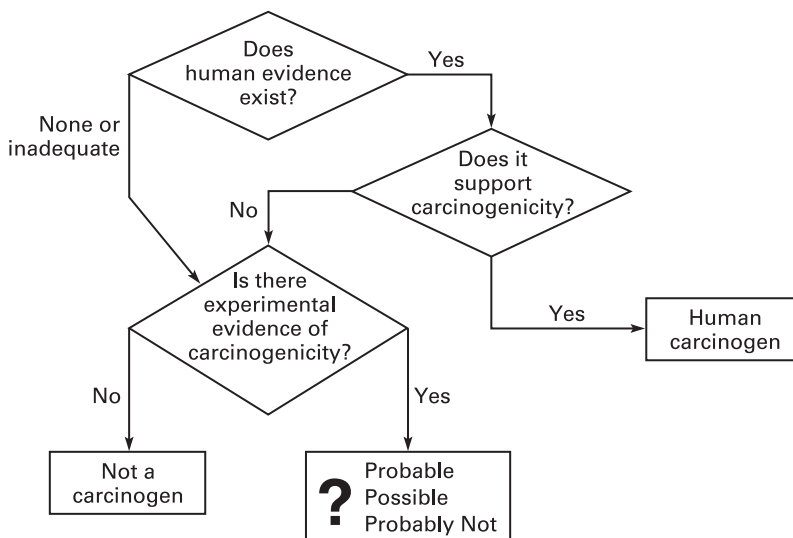 Does
human evidence
exist?
Yes
None or
inadequate
Does it
support
carcinogenicity?
No
Is there
experimental
evidence of
carcinogenicity?
Yes
Human
carcinogen
No
Yes
Not a
carcinogen
?
Probable
Possible
Probably Not